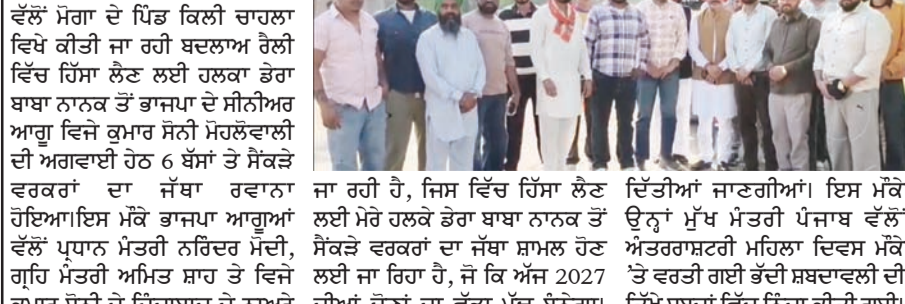 ਵੱਲੋਂ ਮੋਗਾ ਦੇ ਪਿੰਡ ਕਿਲੀ ਚਾਹਲਾ
ਵਿਖੇ ਕੀਤੀ ਜਾ ਰਹੀ ਬਦਲਾਅ ਰੈਲੀ
ਵਿੱਚ ਹਿੱਸਾ ਲੈਣ ਲਈ ਹਲਕਾ ਡੇਰਾ
ਬਾਬਾ ਨਾਨਕ ਤੋਂ ਭਾਜਪਾ ਦੇ ਸੀਨੀਅਰ
ਆਗੂ ਵਿਜੇ ਕੁਮਾਰ ਸੋਨੀ ਮੋਹਲੋਵਾਲੀ
ਦੀ ਅਗਵਾਈ ਹੇਠ 6 ਬੱਸਾਂ ਤੇ ਸੈਂਕੜੇ
ਵਰਕਰਾਂ ਦਾ ਜੱਥਾ ਰਵਾਨਾ
ਹੋਇਆ।ਇਸ ਮੌਕੇ ਭਾਜਪਾ ਆਗੂਆਂ
ਵੱਲੋਂ ਪ੍ਰਧਾਨ ਮੰਤਰੀ ਨਰਿੰਦਰ ਮੋਦੀ,
ਗ੍ਰਹਿ ਮੰਤਰੀ ਅਮਿਤ ਸ਼ਾਹ ਤੇ ਵਿਜੇ
ਜਾ ਰਹੀ ਹੈ, ਜਿਸ ਵਿੱਚ ਹਿੱਸਾ ਲੈਣ
ਲਈ ਮੇਰੇ ਹਲਕੇ ਡੇਰਾ ਬਾਬਾ ਨਾਨਕ ਤੋਂ
ਸੈਂਕੜੇ ਵਰਕਰਾਂ ਦਾ ਜੱਥਾ ਸ਼ਾਮਲ ਹੋਣ
ਲਈ ਜਾ ਰਿਹਾ ਹੈ, ਜੋ ਕਿ ਅੱਜ 2027
ਦਿੱਤੀਆਂ ਜਾਣਗੀਆਂ। ਇਸ ਮੌਕੇ
ਉਨ੍ਹਾਂ ਮੁੱਖ ਮੰਤਰੀ ਪੰਜਾਬ ਵੱਲੋਂ
ਅੰਤਰਰਾਸ਼ਟਰੀ ਮਹਿਲਾ ਦਿਵਸ ਮੌਕੇ
'ਤੇ ਵਰਤੀ ਗਈ ਭੱਦੀ ਸ਼ਬਦਾਵਲੀ ਦੀ